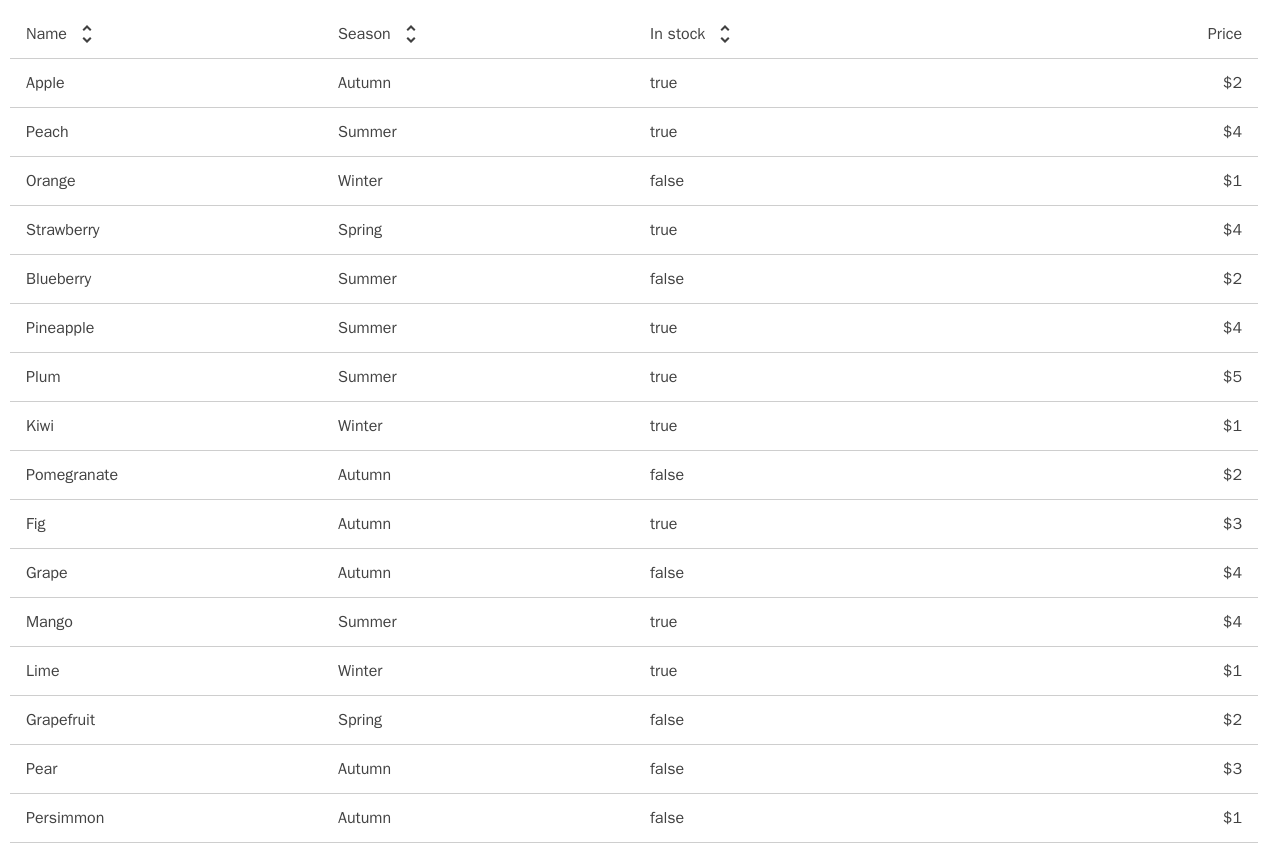 Name Season In stock Price
Apple Autumn true $2
Peach Summer true $4
Orange Winter false $1
Strawberry Spring true $4
Blueberry Summer false $2
Pineapple Summer true $4
Plum Summer true $5
Kiwi Winter true $1
Pomegranate Autumn false $2
Fig Autumn true $3
Grape Autumn false $4
Mango Summer true $4
Lime Winter true $1
Grapefruit Spring false $2
Pear Autumn false $3
Persimmon Autumn false $1